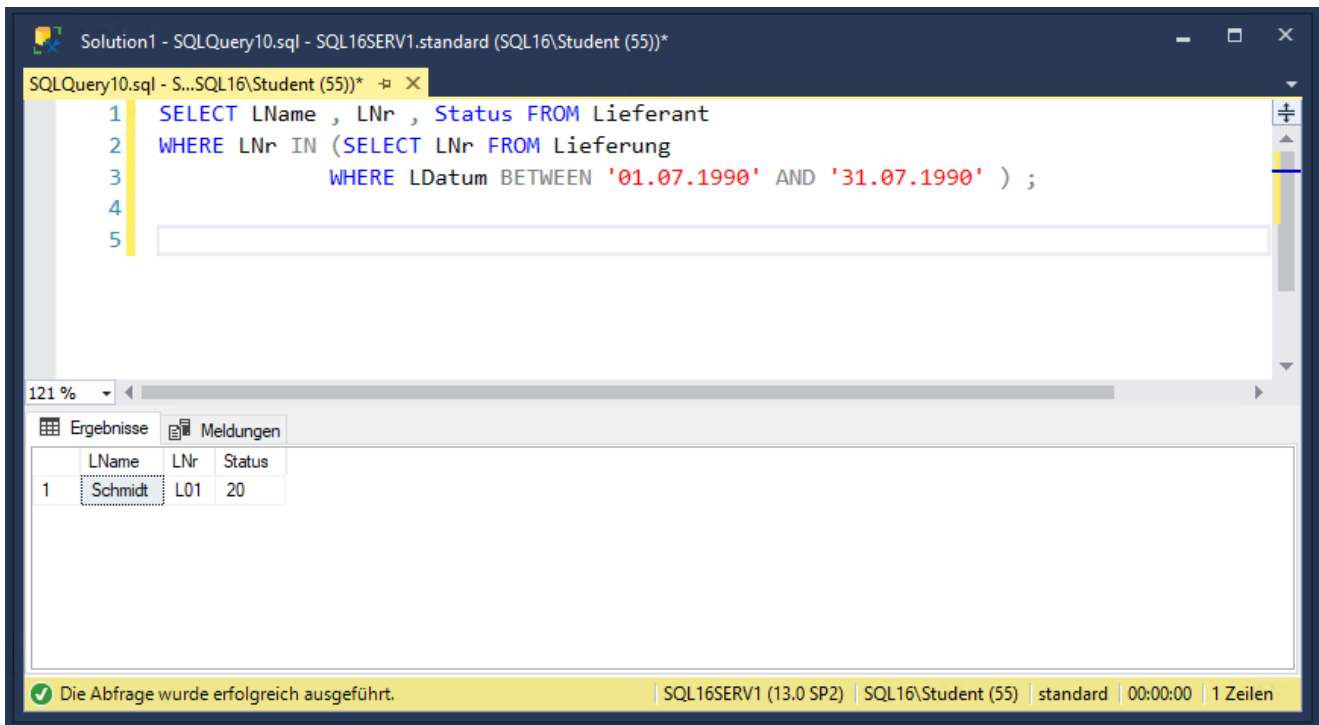 Solution1 - SQLQuery10.sql - SQL16SERV1.standard (SQL16\Student (55))*
SQLQuery10.sql - S...SQL16\Student (55))*
1 SELECT LName , LNr , Status FROM Lieferant
2 WHERE LNr IN (SELECT LNr FROM Lieferung
3 WHERE LDatum BETWEEN '01.07.1990' AND '31.07.1990' ) ;
4
5
121 %
Ergebnisse Meldungen
LName LNr Status
1 Schmidt L01 20
Die Abfrage wurde erfolgreich ausgeführt. SQL16SERV1 (13.0 SP2) SQL16\Student (55) standard 00:00:00 1 Zeilen